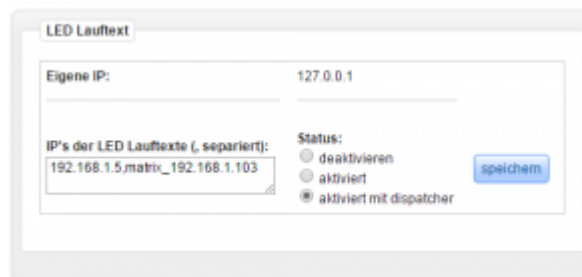 LED Lauftext
Eigene IP: 127.0.0.1
IP's der LED Lauftexte (, separiert):
192.168.1.5,matrix_192.168.1.103
Status:
deaktivieren
aktiviert
aktiviert mit dispatcher
speichern